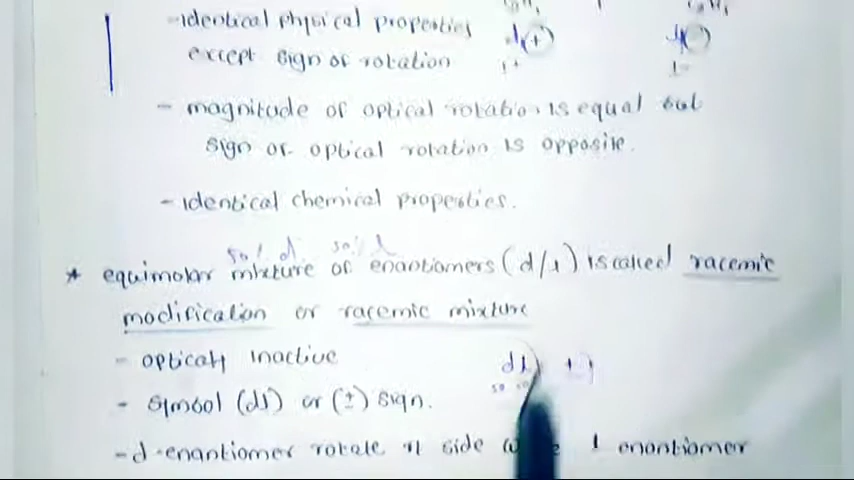 -identical physical properties d(+) d(-)
except sign of rotation
- magnitude of optical rotation is equal but
sign of optical rotation is opposite.
- identical chemical properties.
50% d 50% l
* equimolar mixture of enantiomers (d/l) is called racemic
modification or racemic mixture
- optically inactive dl
- symbol (dl) or (±) sign.
-d-enantiomer rotate rt side l enantiomer